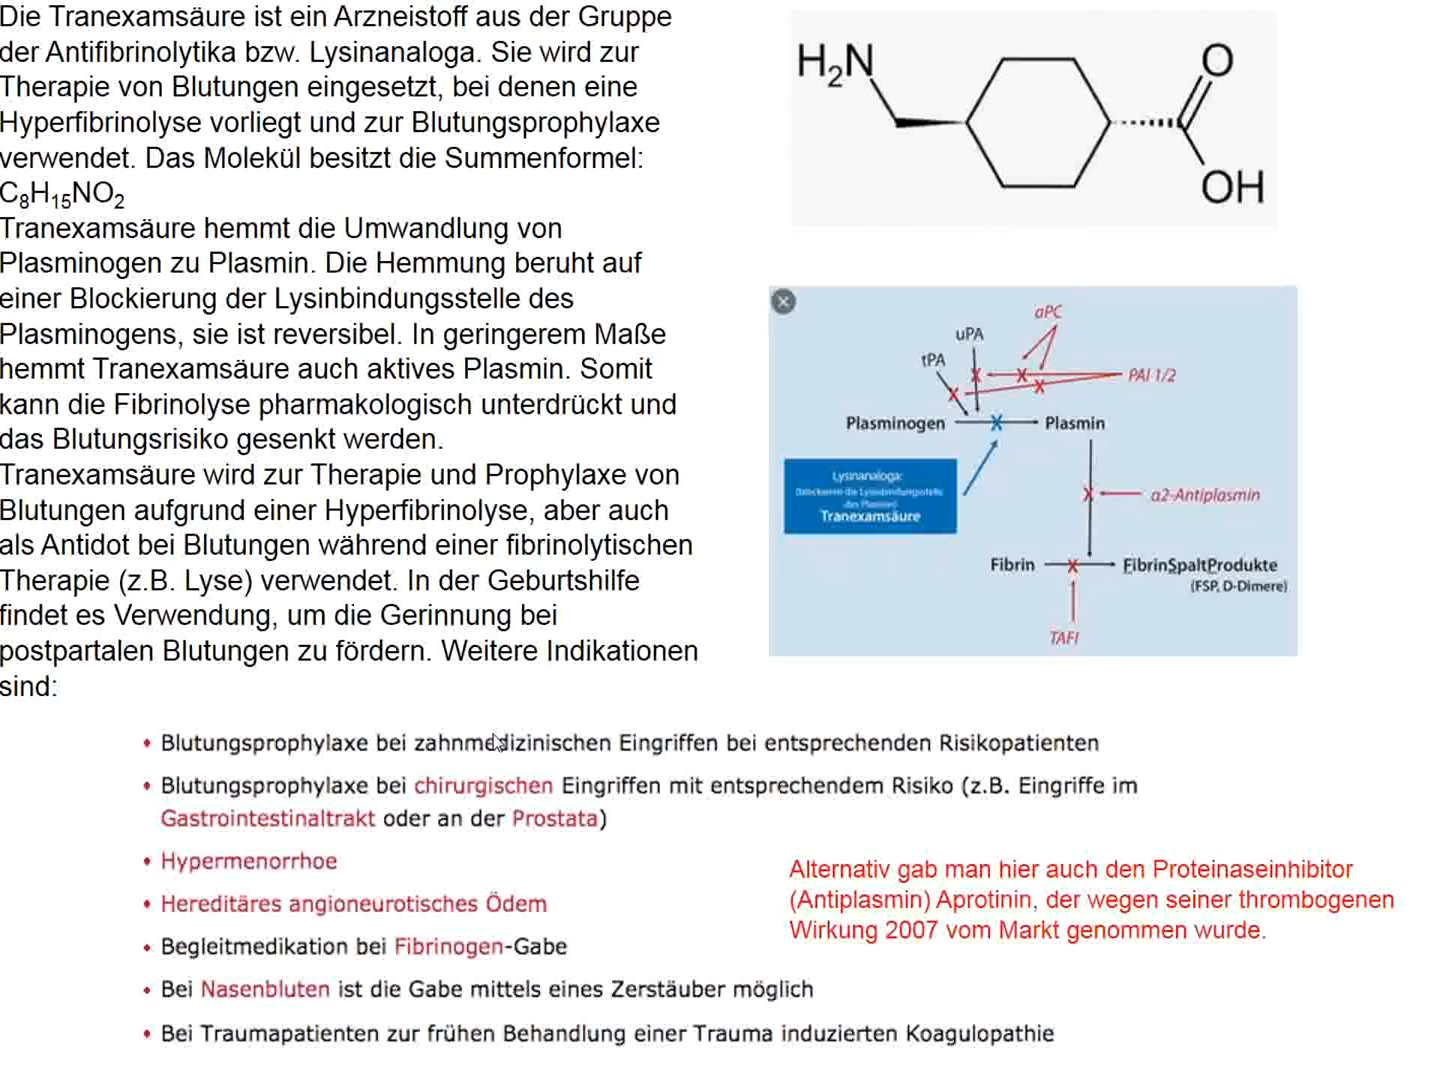 Die Tranexamsäure ist ein Arzneistoff aus der Gruppe
der Antifibrinolytika bzw. Lysinanaloga. Sie wird zur
Therapie von Blutungen eingesetzt, bei denen eine
Hyperfibrinolyse vorliegt und zur Blutungsprophylaxe
verwendet. Das Molekül besitzt die Summenformel:
C₈H₁₅NO₂
Tranexamsäure hemmt die Umwandlung von
Plasminogen zu Plasmin. Die Hemmung beruht auf
einer Blockierung der Lysinbindungsstelle des
Plasminogens, sie ist reversibel. In geringerem Maße
hemmt Tranexamsäure auch aktives Plasmin. Somit
kann die Fibrinolyse pharmakologisch unterdrückt und
das Blutungsrisiko gesenkt werden.
Tranexamsäure wird zur Therapie und Prophylaxe von
Blutungen aufgrund einer Hyperfibrinolyse, aber auch
als Antidot bei Blutungen während einer fibrinolytischen
Therapie (z.B. Lyse) verwendet. In der Geburtshilfe
findet es Verwendung, um die Gerinnung bei
postpartalen Blutungen zu fördern. Weitere Indikationen
sind:
H₂N
O
OH
aPC
uPA
tPA
PAI 1/2
Plasminogen
Plasmin
Lysinanaloga:
(blockieren die Lysinbindungsstelle
des Plasmins)
Tranexamsäure
α2-Antiplasmin
Fibrin
FibrinSpaltProdukte
(FSP, D-Dimere)
TAFI
• Blutungsprophylaxe bei zahnmedizinischen Eingriffen bei entsprechenden Risikopatienten
• Blutungsprophylaxe bei chirurgischen Eingriffen mit entsprechendem Risiko (z.B. Eingriffe im
Gastrointestinaltrakt oder an der Prostata)
• Hypermenorrhoe
• Hereditäres angioneurotisches Ödem
• Begleitmedikation bei Fibrinogen-Gabe
• Bei Nasenbluten ist die Gabe mittels eines Zerstäuber möglich
• Bei Traumapatienten zur frühen Behandlung einer Trauma induzierten Koagulopathie
Alternativ gab man hier auch den Proteinaseinhibitor
(Antiplasmin) Aprotinin, der wegen seiner thrombogenen
Wirkung 2007 vom Markt genommen wurde.